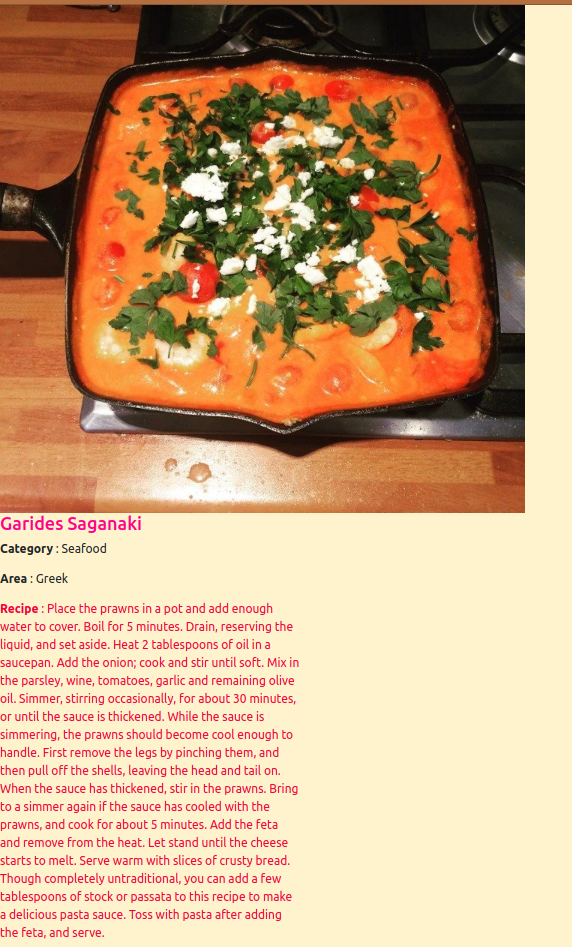 Garides Saganaki
Category : Seafood
Area : Greek
Recipe : Place the prawns in a pot and add enough
water to cover. Boil for 5 minutes. Drain, reserving the
liquid, and set aside. Heat 2 tablespoons of oil in a
saucepan. Add the onion; cook and stir until soft. Mix in
the parsley, wine, tomatoes, garlic and remaining olive
oil. Simmer, stirring occasionally, for about 30 minutes,
or until the sauce is thickened. While the sauce is
simmering, the prawns should become cool enough to
handle. First remove the legs by pinching them, and
then pull off the shells, leaving the head and tail on.
When the sauce has thickened, stir in the prawns. Bring
to a simmer again if the sauce has cooled with the
prawns, and cook for about 5 minutes. Add the feta
and remove from the heat. Let stand until the cheese
starts to melt. Serve warm with slices of crusty bread.
Though completely untraditional, you can add a few
tablespoons of stock or passata to this recipe to make
a delicious pasta sauce. Toss with pasta after adding
the feta, and serve.